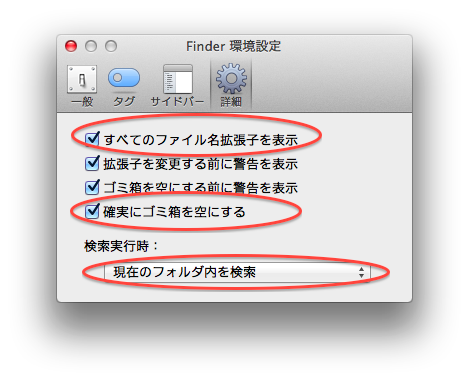 Finder 環境設定
一般 タグ サイドバー 詳細
すべてのファイル名拡張子を表示
拡張子を変更する前に警告を表示
ゴミ箱を空にする前に警告を表示
確実にゴミ箱を空にする
検索実行時：
現在のフォルダ内を検索